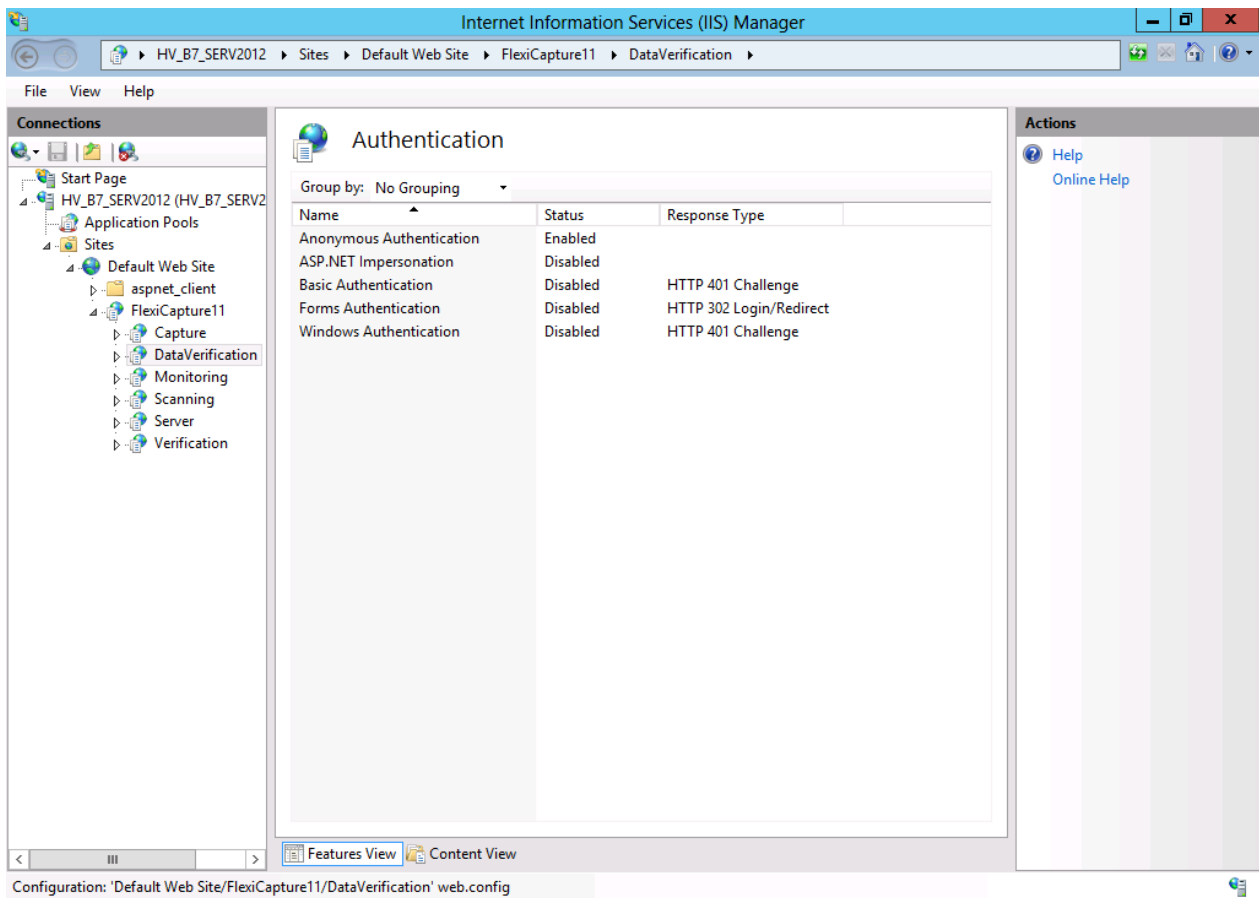 Internet Information Services (IIS) Manager
HV_B7_SERV2012 Sites Default Web Site FlexiCapture11 DataVerification
File View Help
Connections
Start Page
HV_B7_SERV2012 (HV_B7_SERV2
Application Pools
Sites
Default Web Site
aspnet_client
FlexiCapture11
Capture
DataVerification
Monitoring
Scanning
Server
Verification
Authentication
Group by: No Grouping
Name Status Response Type
Anonymous Authentication Enabled
ASP.NET Impersonation Disabled
Basic Authentication Disabled HTTP 401 Challenge
Forms Authentication Disabled HTTP 302 Login/Redirect
Windows Authentication Disabled HTTP 401 Challenge
Features View Content View
Actions
Help
Online Help
Configuration: 'Default Web Site/FlexiCapture11/DataVerification' web.config